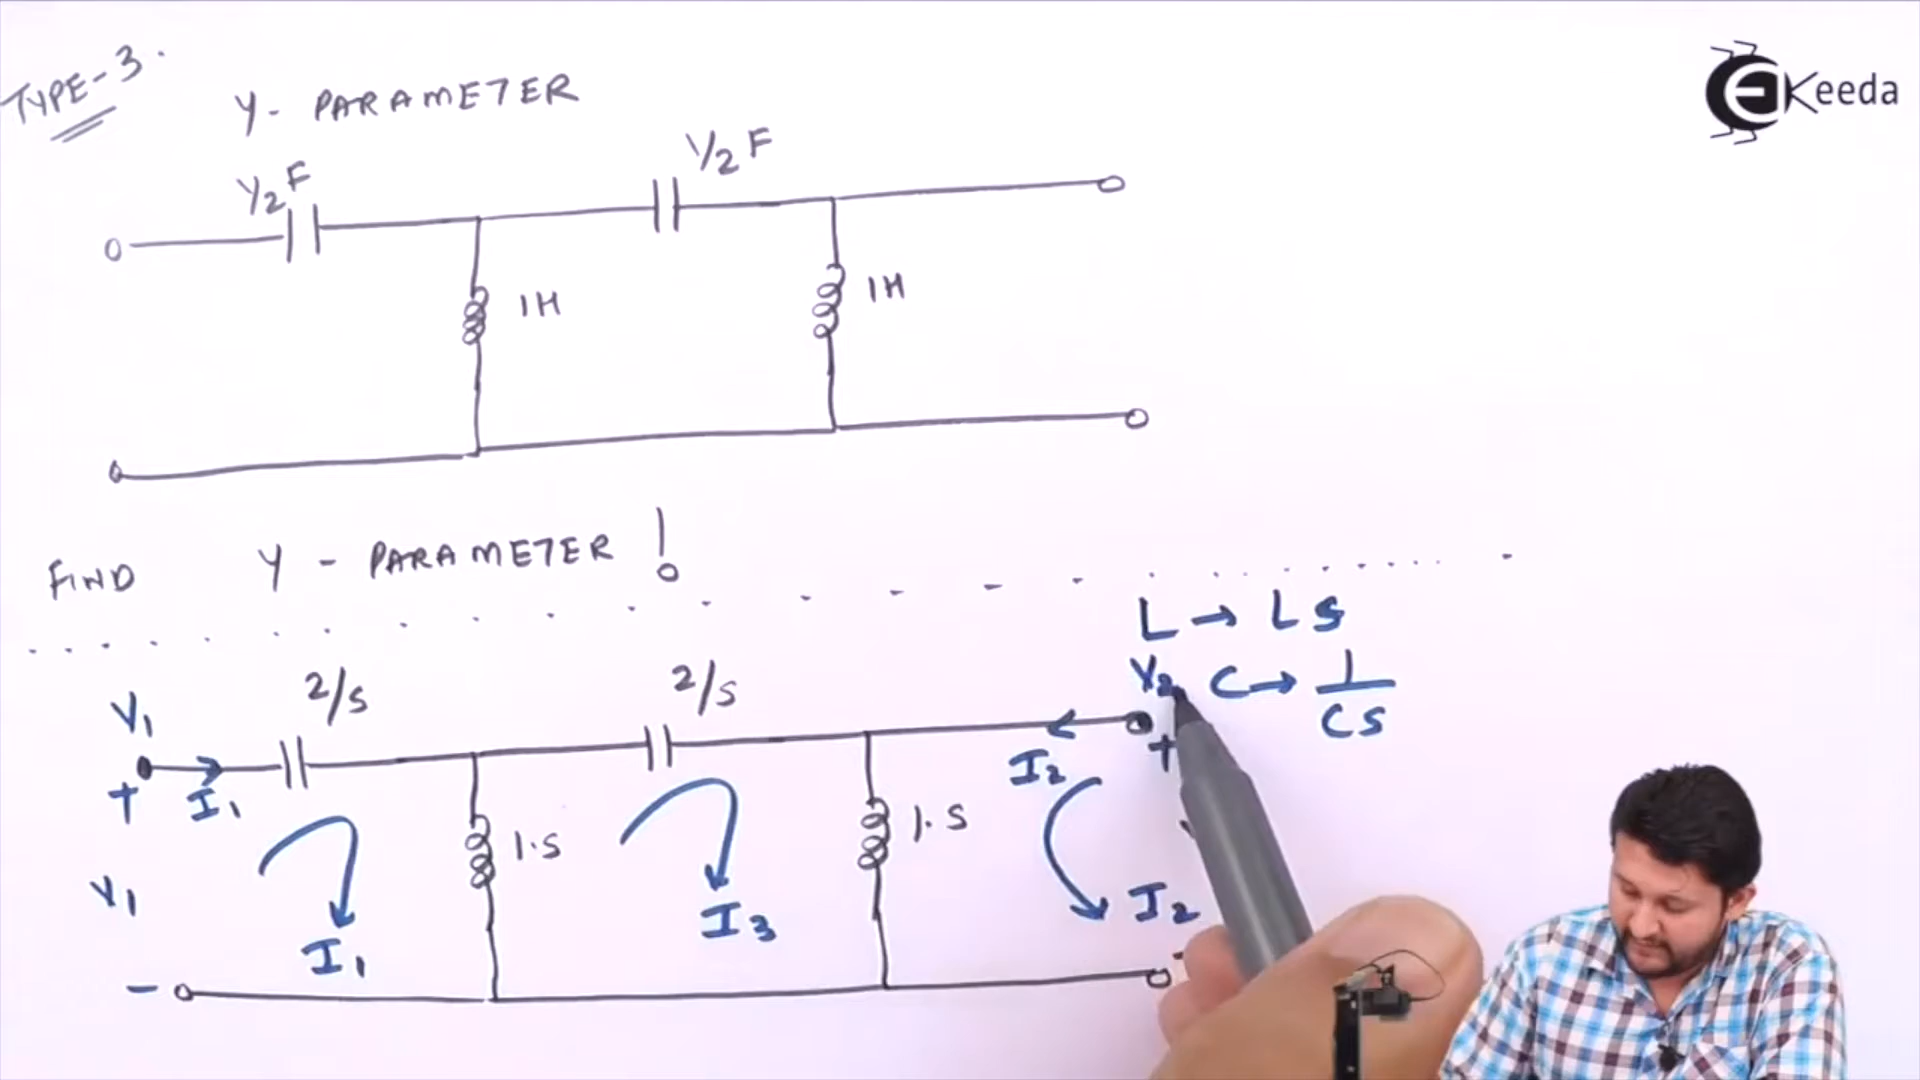 TYPE-3.
Y- PARAMETER
Keeda
1/2 F
1/2 F
1H
1H
FIND Y - PARAMETER !
L → LS
V2
C → 1/CS
V1
2/s
2/s
+
I1
I2
+
1.S
1.S
V1
I1
I3
I2
-